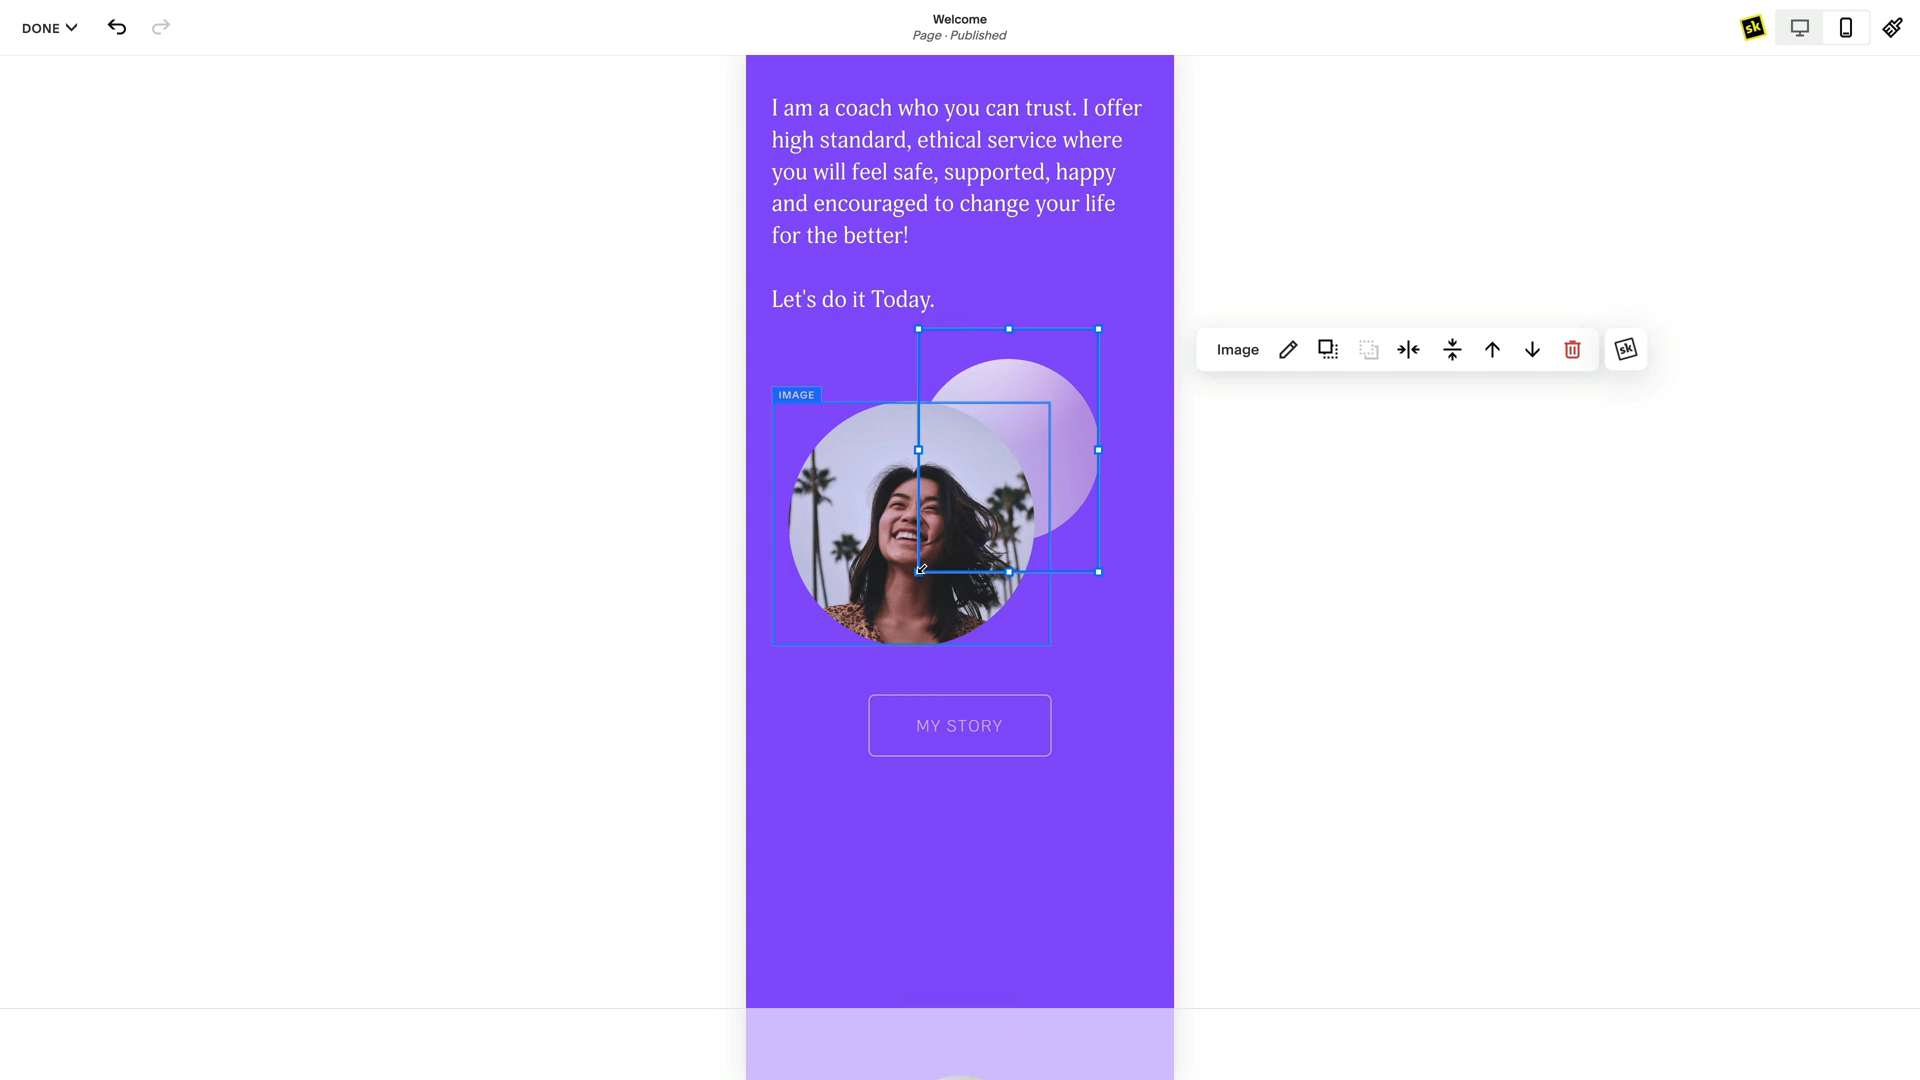 DONE
Welcome
Page · Published
sk
I am a coach who you can trust. I offer
high standard, ethical service where
you will feel safe, supported, happy
and encouraged to change your life
for the better!
Let's do it Today.
Image
sk
IMAGE
MY STORY